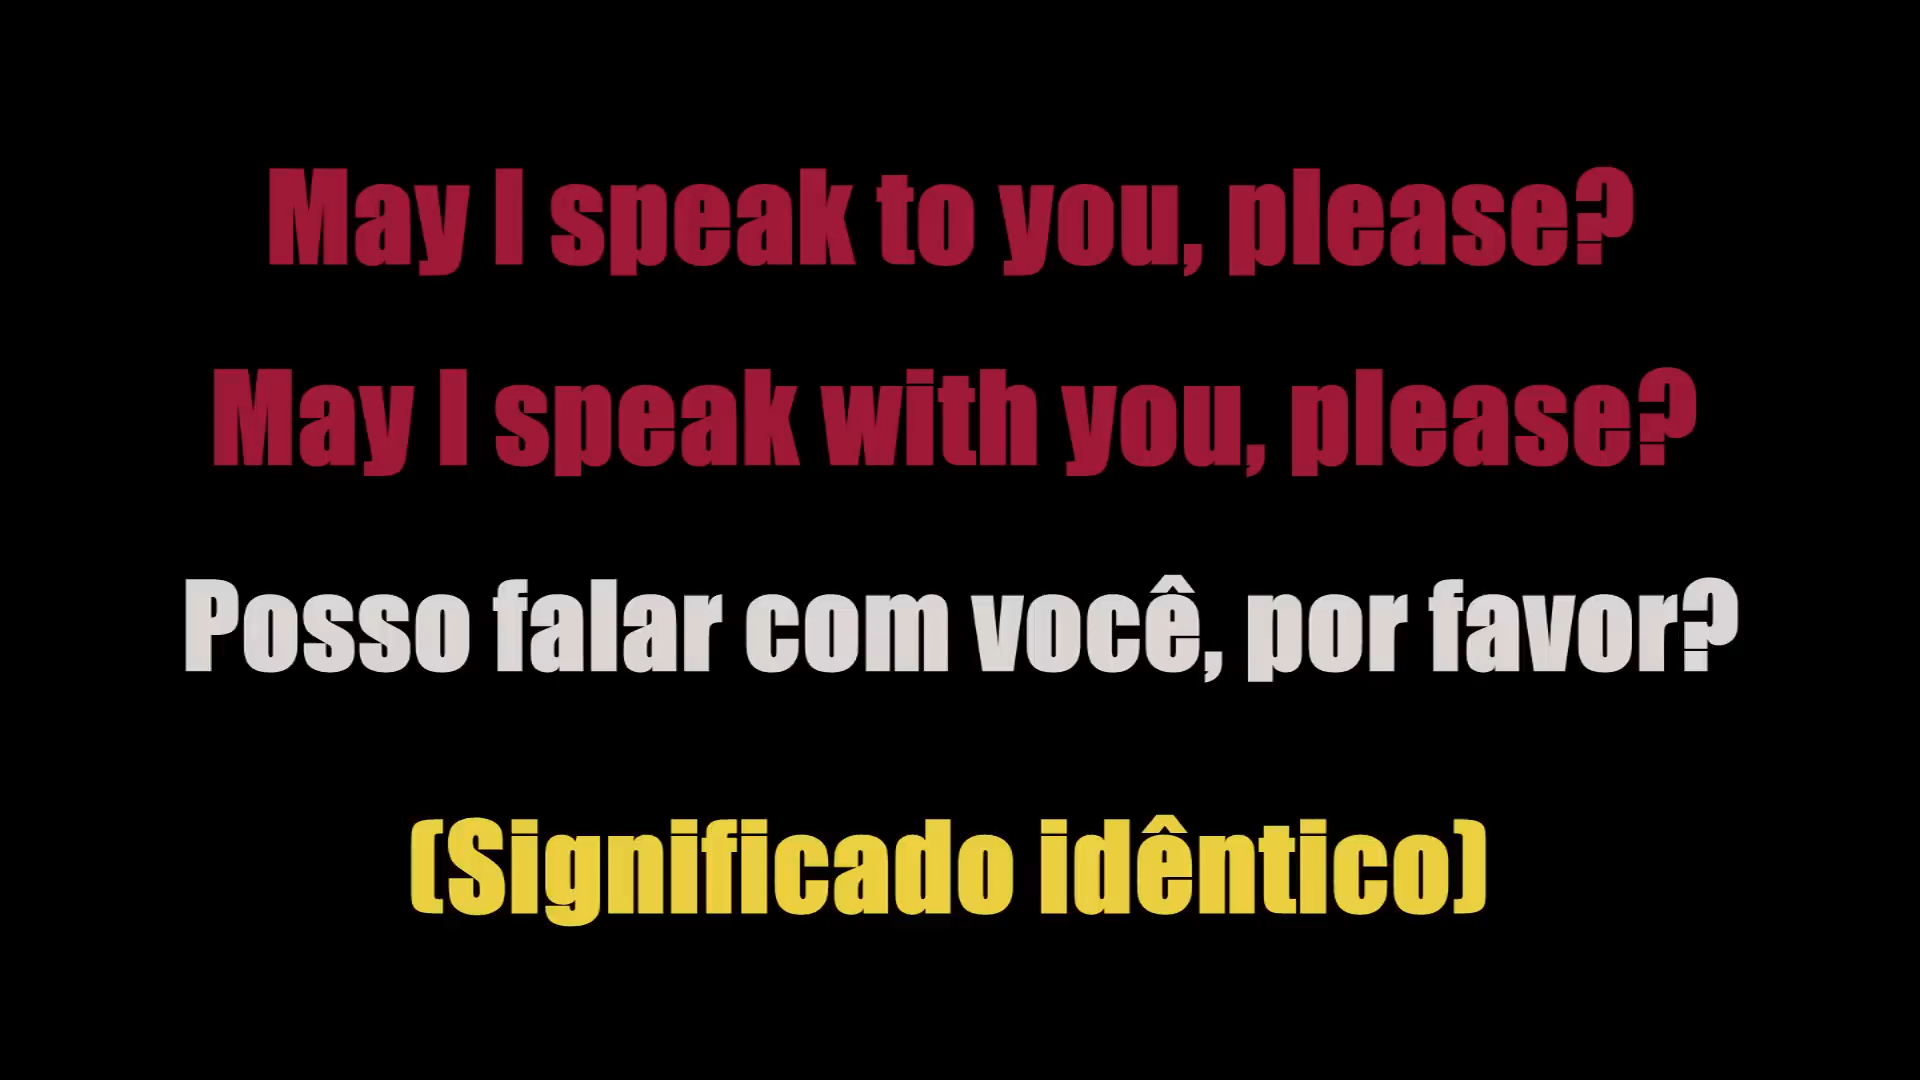 May I speak to you, please?
May I speak with you, please?
Posso falar com você, por favor?
(Significado idêntico)